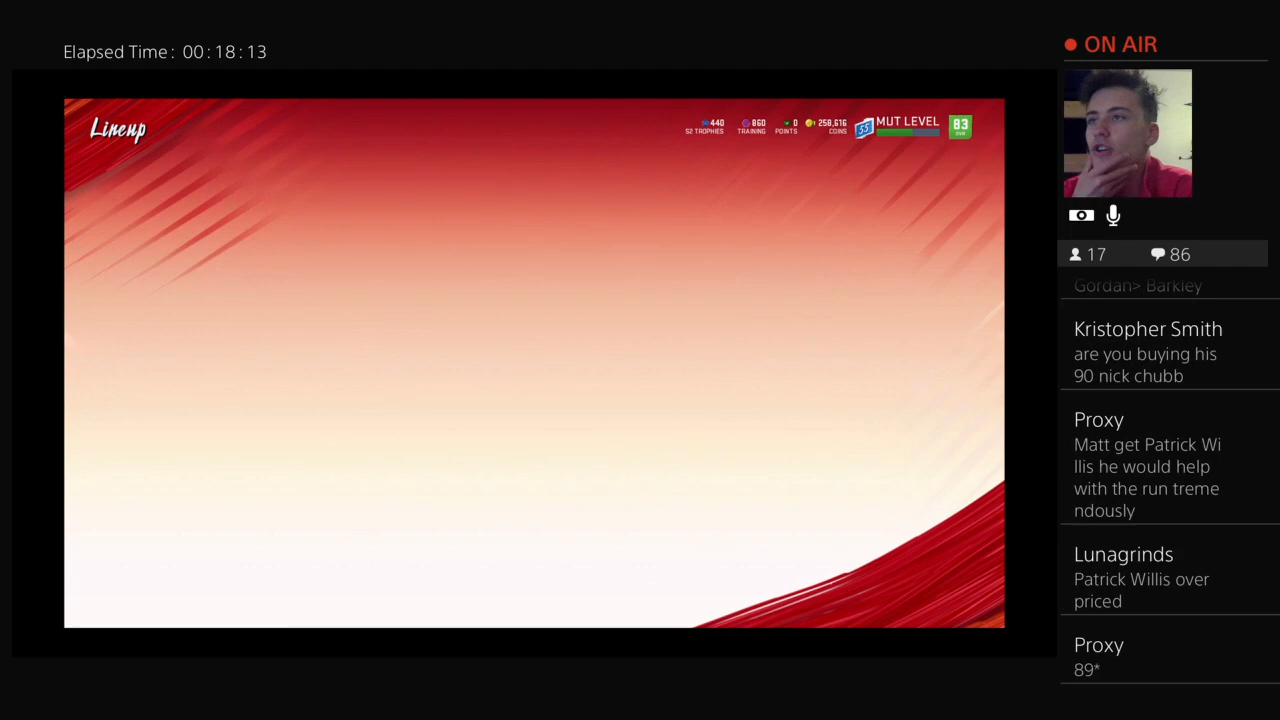 Elapsed Time: 00:18:13
ON AIR
Lineup
440
S2 TROPHIES
860
TRAINING
0
POINTS
258,616
COINS
55
MUT LEVEL
83
OVR
17
86
Gordan> Barkley
Kristopher Smith
are you buying his
90 nick chubb
Proxy
Matt get Patrick Wi
llis he would help
with the run treme
ndously
Lunagrinds
Patrick Willis over
priced
Proxy
89*